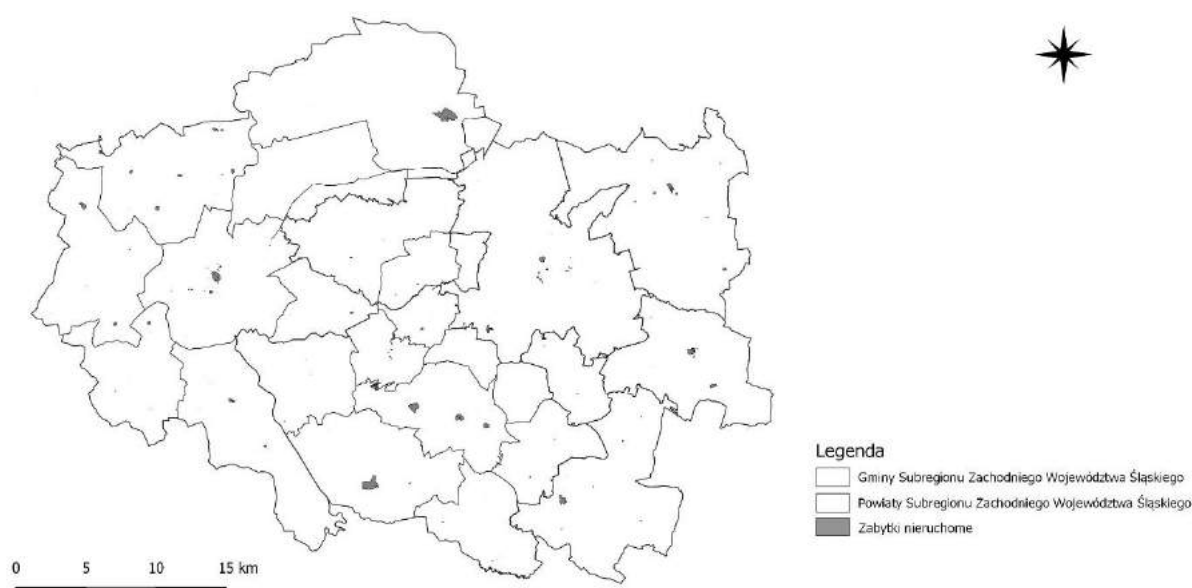 Legenda
Gminy Subregionu Zachodniego Województwa Śląskiego
Powiaty Subregionu Zachodniego Województwa Śląskiego
Zabytki nieruchome
0 5 10 15 km